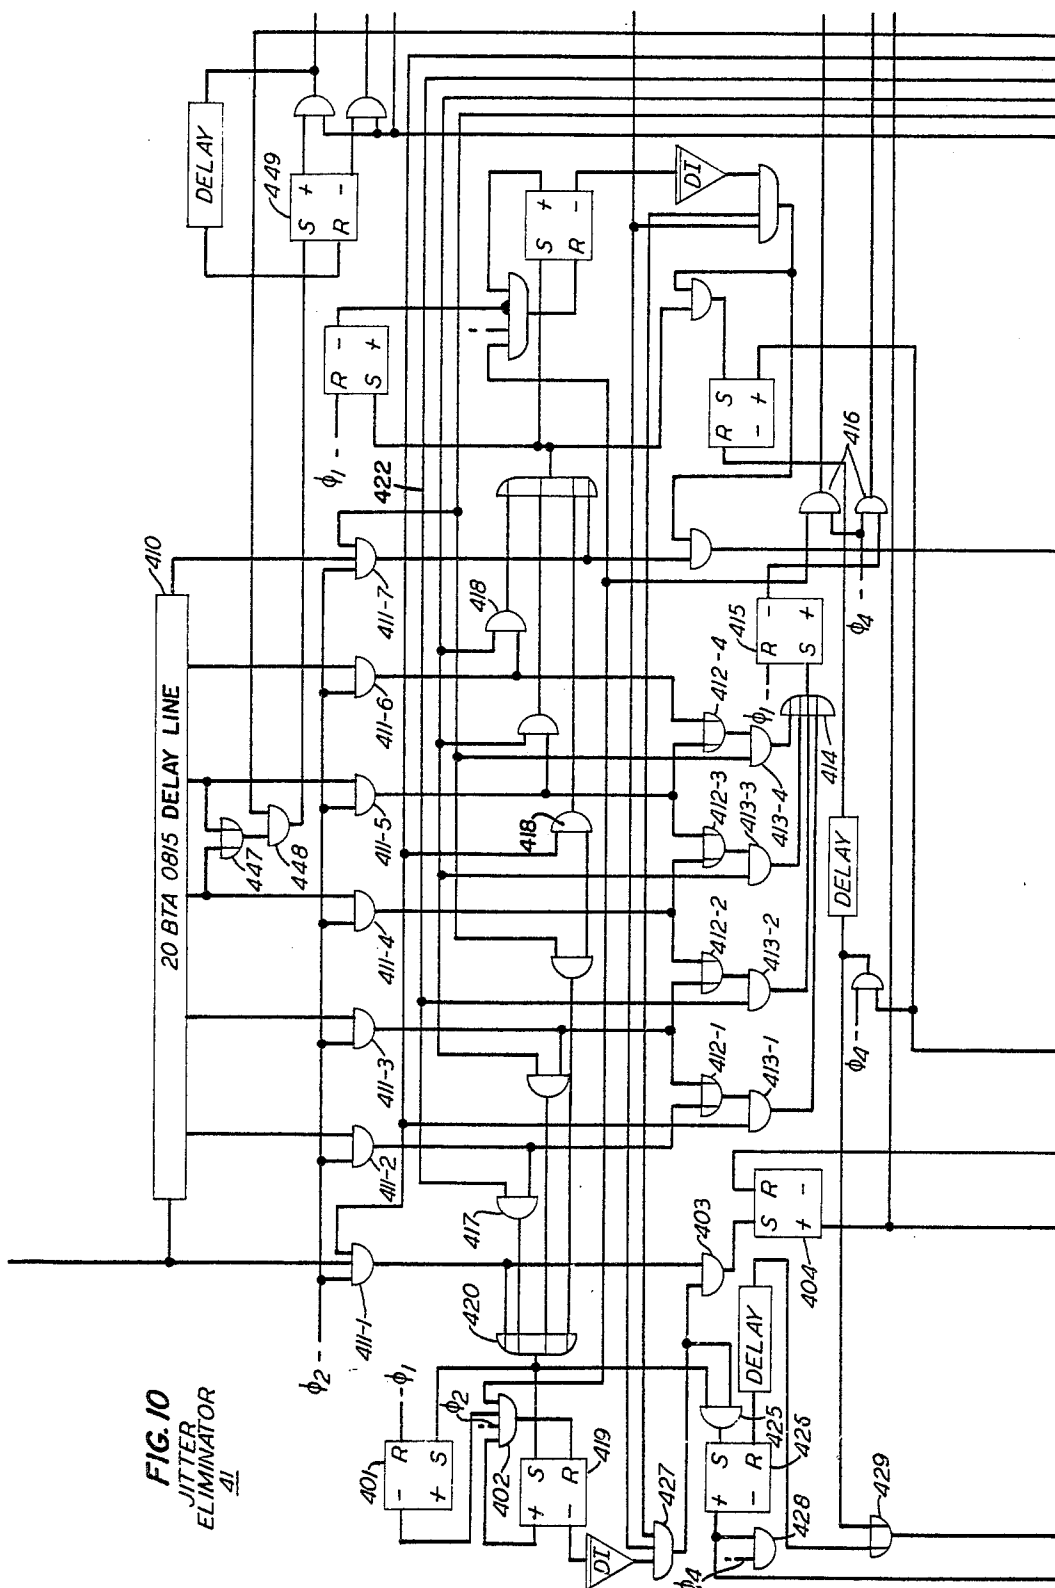 FIG. 10
JITTER
ELIMINATOR
41
410
20 BTA 0815 DELAY LINE
DELAY
447
448
449
S +
R -
ϕ2
411-1
411-2
411-3
411-4
411-5
411-6
411-7
ϕ1
R -
S +
422
401
- R
+ S
ϕ1
ϕ2
402
420
417
418
418
+ S
- R
419
S +
R -
DI
DI
427
403
412-1
412-2
412-3
412-4
413-1
413-2
413-3
413-4
414
ϕ1
R -
S +
415
R S
- +
416
ϕ4
425
+ S
- R
426
DELAY
S R
+ -
404
ϕ4
428
429
DELAY
ϕ4